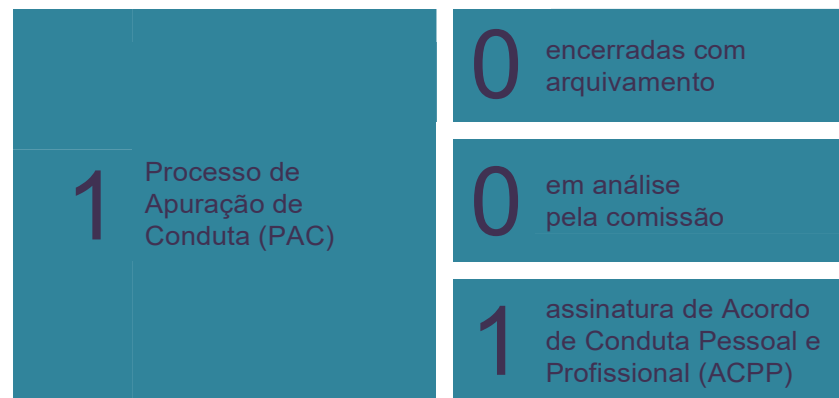 1
Processo de
Apuração de
Conduta (PAC)
0
encerradas com
arquivamento
0
em análise
pela comissão
1
assinatura de Acordo
de Conduta Pessoal e
Profissional (ACPP)